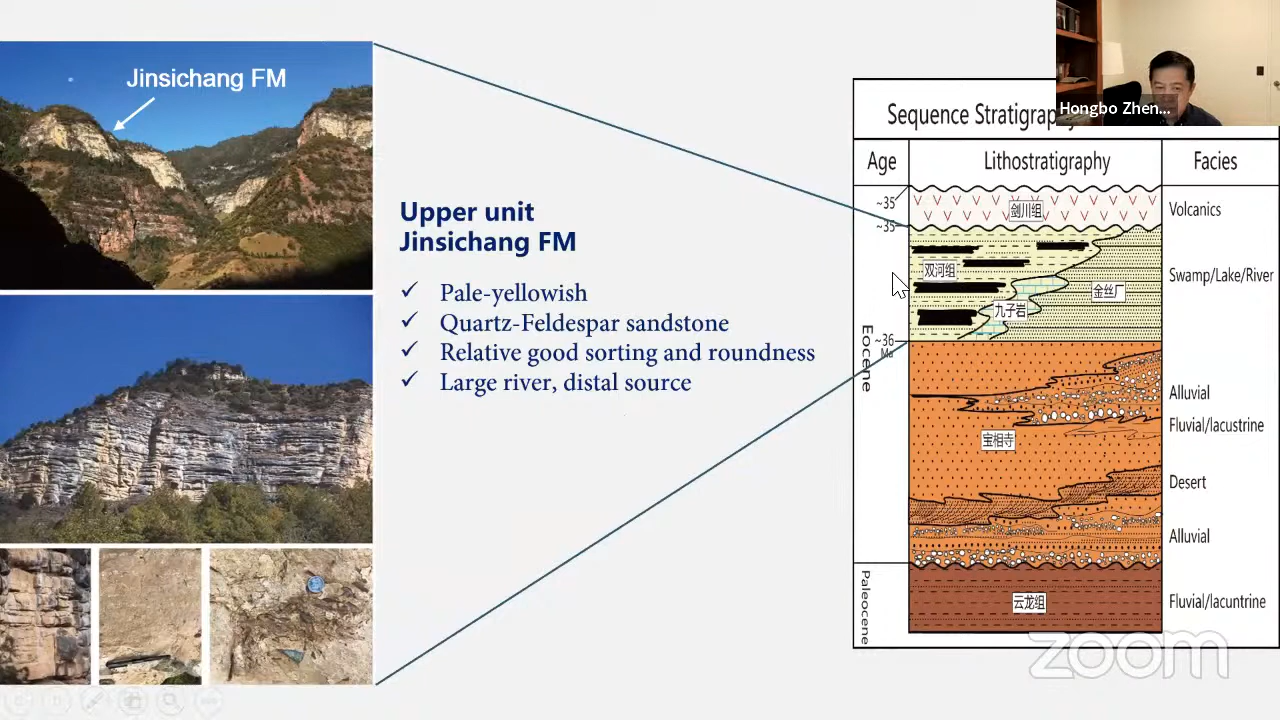 Jinsichang FM
Upper unit
Jinsichang FM
✓ Pale-yellowish
✓ Quartz-Feldespar sandstone
✓ Relative good sorting and roundness
✓ Large river, distal source
Hongbo Zhen...
Sequence Stratigraphy
Age
Lithostratigraphy
Facies
~35
剑川组
Volcanics
~35
双河组
金丝厂
Swamp/Lake/River
九子岩
~36
Ma
Eocene
Alluvial
Fluvial/lacustrine
宝相寺
Desert
Alluvial
Paleocene
云龙组
Fluvial/lacuntrine
zoom